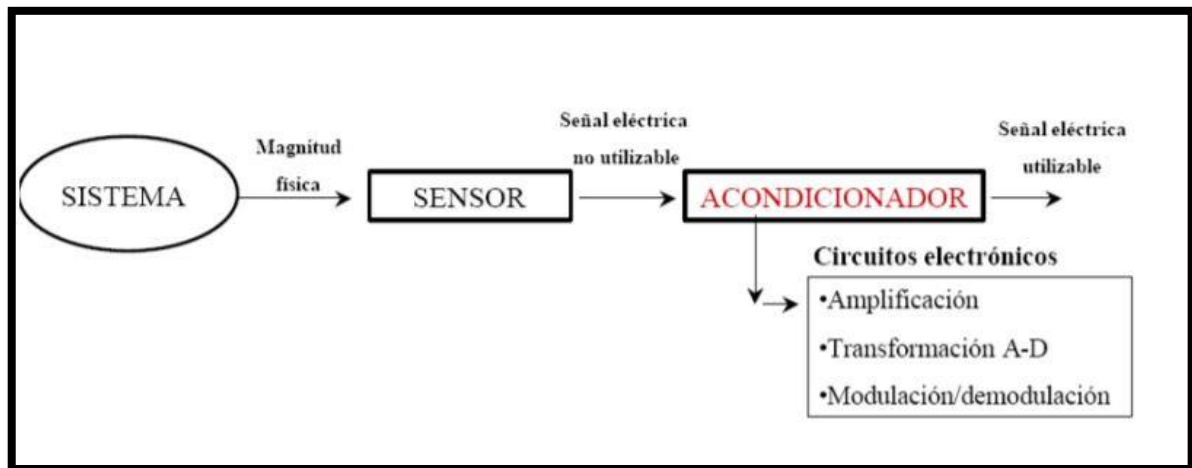 SISTEMA
Magnitud
física
SENSOR
Señal eléctrica
no utilizable
ACONDICIONADOR
Señal eléctrica
utilizable
Circuitos electrónicos
•Amplificación
•Transformación A-D
•Modulación/demodulación